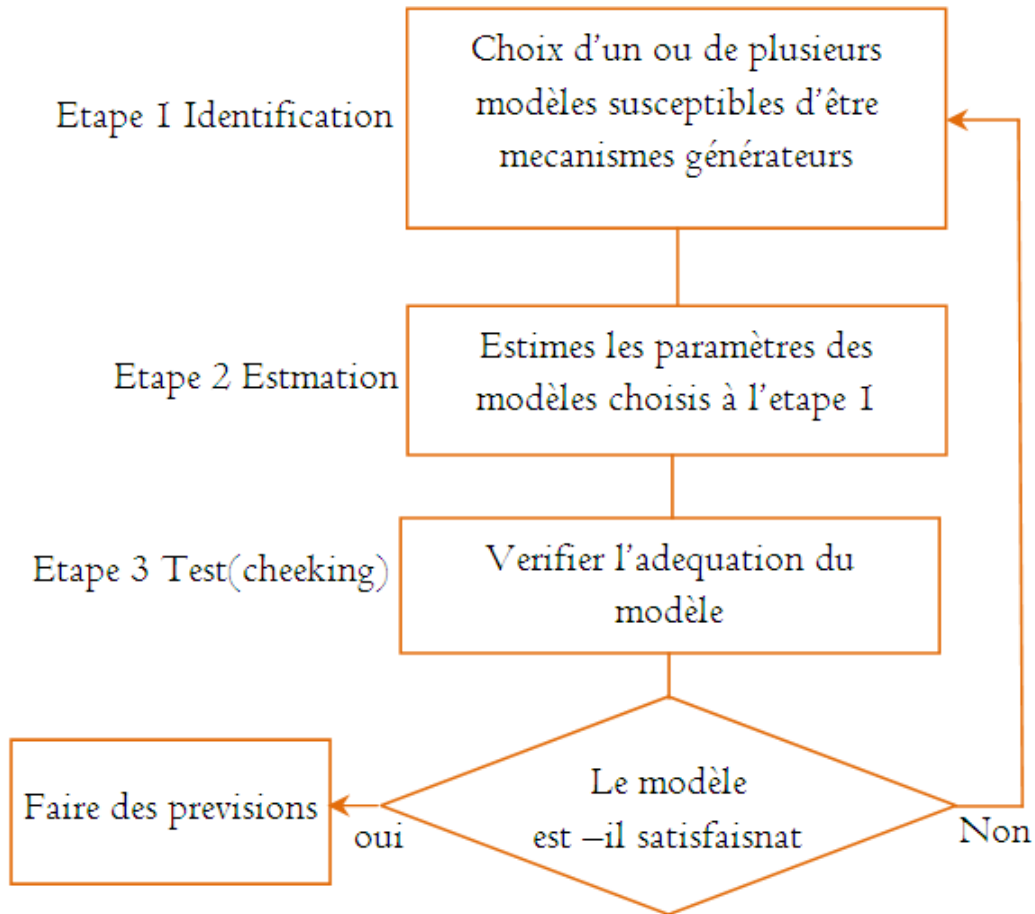 Choix d'un ou de plusieurs
modèles susceptibles d'être
mecanismes générateurs
Etape 1 Identification
Estimes les paramètres des
modèles choisis à l'etape 1
Etape 2 Estmation
Verifier l'adequation du
modèle
Etape 3 Test(cheeking)
Le modèle
est –il satisfaisnat
Faire des previsions
oui
Non